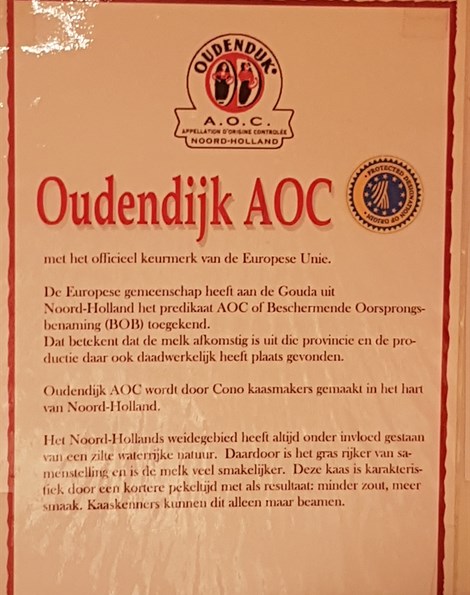 OUDENDIJK
A.O.C.
APPELLATION D'ORIGINE CONTROLÉE
NOORD-HOLLAND
Oudendijk AOC
PROTECTED DESIGNATION OF ORIGIN
met het officieel keurmerk van de Europese Unie.
De Europese gemeenschap heeft aan de Gouda uit
Noord-Holland het predikaat AOC of Beschermende Oorsprongs-
benaming (BOB) toegekend.
Dat betekent dat de melk afkomstig is uit die provincie en de pro-
ductie daar ook daadwerkelijk heeft plaats gevonden.
Oudendijk AOC wordt door Cono kaasmakers gemaakt in het hart
van Noord-Holland.
Het Noord-Hollands weidegebied heeft altijd onder invloed gestaan
van een zilte waterrijke natuur. Daardoor is het gras rijker van sa-
menstelling en is de melk veel smakelijker. Deze kaas is karakteris-
tiek door een kortere pekeltijd met als resultaat: minder zout, meer
smaak. Kaaskenners kunnen dit alleen maar beamen.